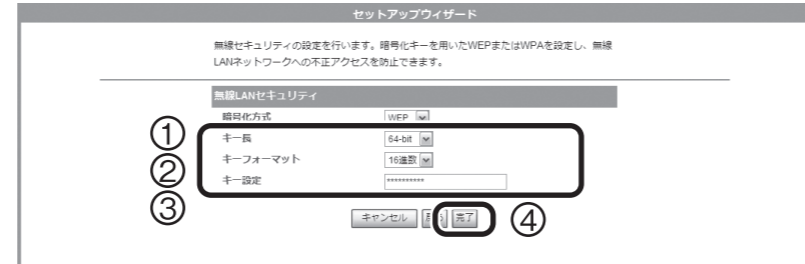 セットアップウィザード
無線セキュリティの設定を行います。暗号化キーを用いたWEPまたはWPAを設定し、無線
LANネットワークへの不正アクセスを防止できます。
無線LANセキュリティ
暗号化方式 WEP
① キー長 64-bit
② キーフォーマット 16進数
③ キー設定 **********
キャンセル 完了 ④